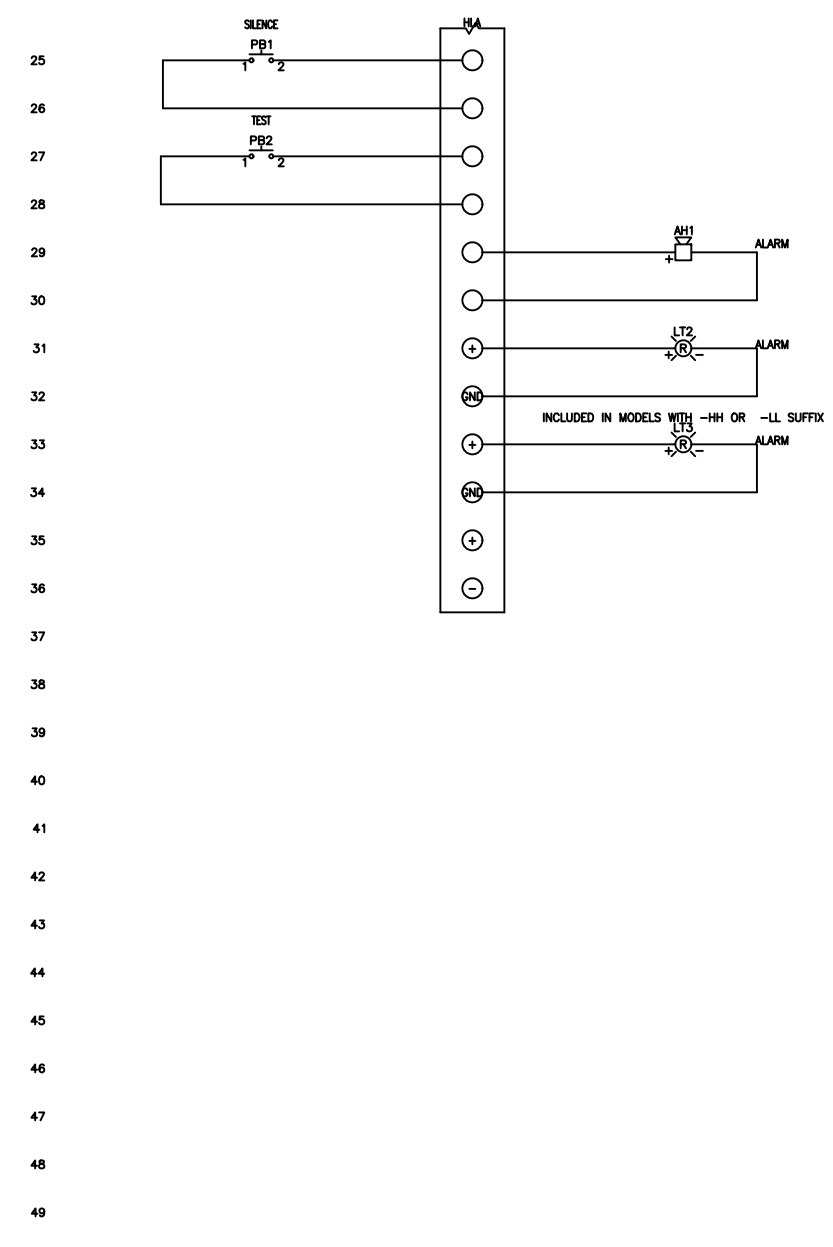 SILENCE HLA
PB1
25 1 2
26
TEST
PB2
27 1 2
28
AH1
29 + ALARM
30
LT2
31 + + R - ALARM
32 GND
INCLUDED IN MODELS WITH -HH OR -LL SUFFIX
LT3
33 + + R - ALARM
34 GND
35 +
36 -
37
38
39
40
41
42
43
44
45
46
47
48
49